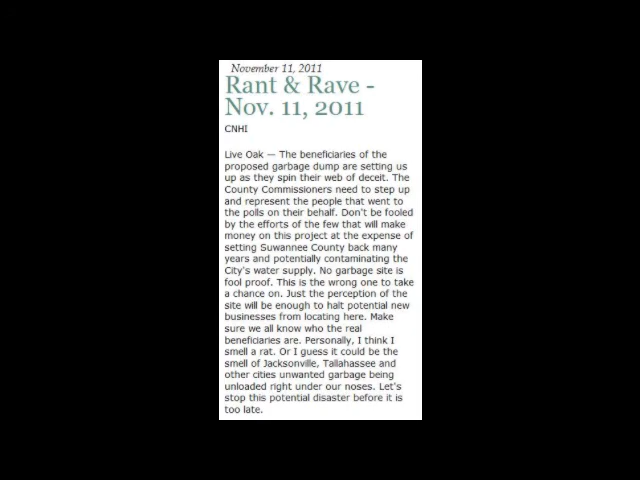 November 11, 2011
Rant & Rave -
Nov. 11, 2011
CNHI
Live Oak — The beneficiaries of the
proposed garbage dump are setting us
up as they spin their web of deceit. The
County Commissioners need to step up
and represent the people that went to
the polls on their behalf. Don't be fooled
by the efforts of the few that will make
money on this project at the expense of
setting Suwannee County back many
years and potentially contaminating the
City's water supply. No garbage site is
fool proof. This is the wrong one to take
a chance on. Just the perception of the
site will be enough to halt potential new
businesses from locating here. Make
sure we all know who the real
beneficiaries are. Personally, I think I
smell a rat. Or I guess it could be the
smell of Jacksonville, Tallahassee and
other cities unwanted garbage being
unloaded right under our noses. Let's
stop this potential disaster before it is
too late.